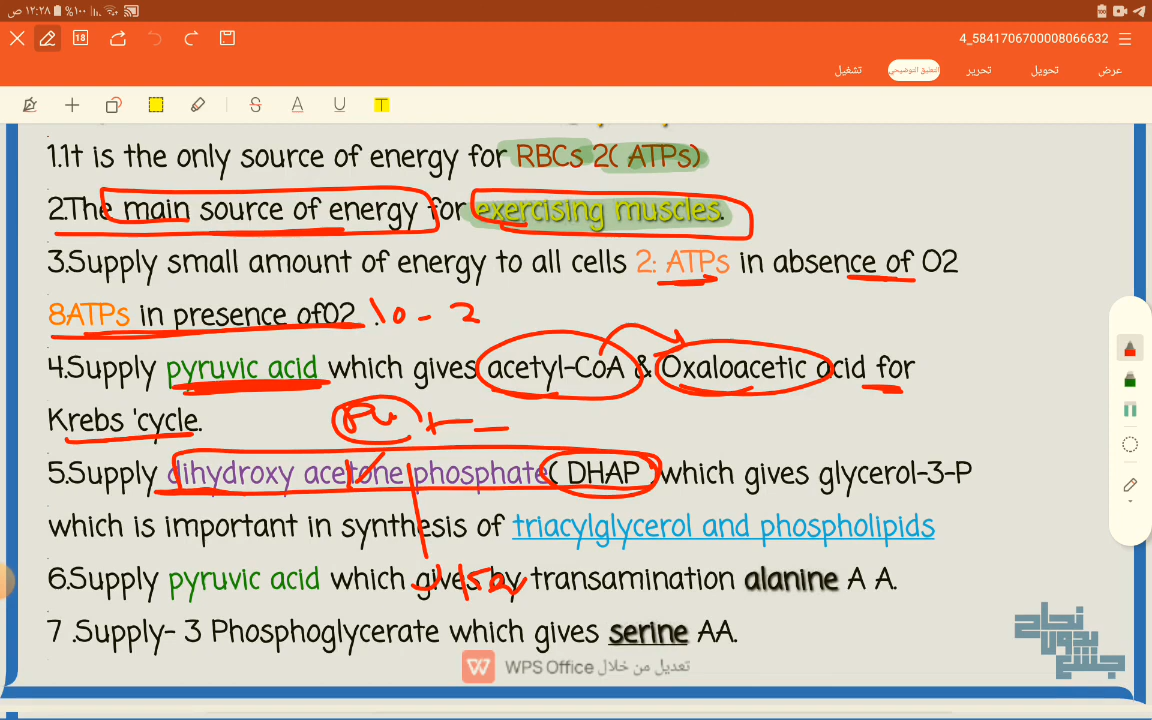 ١٢:٢٨ ص ١٠٠%
4_5841706700008066632
18
عرض تحويل تحرير التعليق التوضيحي تشغيل
1.It is the only source of energy for RBCs 2( ATPs)
2.The main source of energy for exercising muscles.
3.Supply small amount of energy to all cells 2: ATPs in absence of O2
8ATPs in presence ofO2 . 10 - 2
4.Supply pyruvic acid which gives acetyl-CoA & Oxaloacetic acid for
Krebs 'cycle.
5.Supply dihydroxy acetone phosphate( DHAP ) which gives glycerol-3-P
which is important in synthesis of triacylglycerol and phospholipids
6.Supply pyruvic acid which gives by transamination alanine A A.
7 .Supply- 3 Phosphoglycerate which gives serine AA.
نجاح
بدون
جشع
تعديل من خلال WPS Office